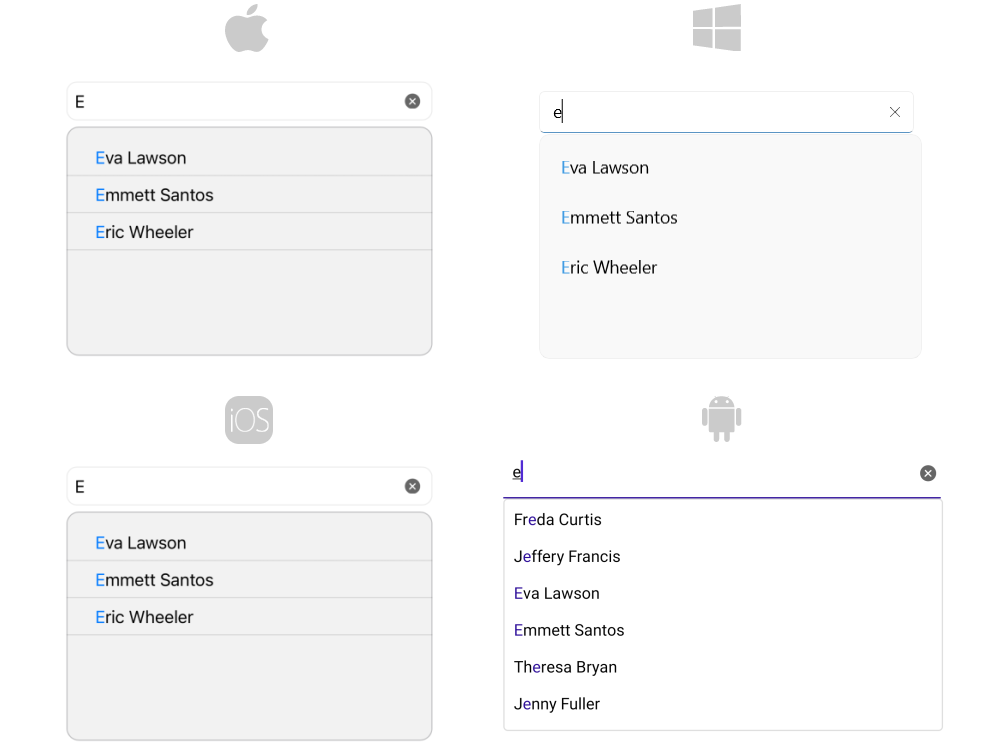 E
Eva Lawson
Emmett Santos
Eric Wheeler
e
Eva Lawson
Emmett Santos
Eric Wheeler
iOS
E
Eva Lawson
Emmett Santos
Eric Wheeler
e
Freda Curtis
Jeffery Francis
Eva Lawson
Emmett Santos
Theresa Bryan
Jenny Fuller